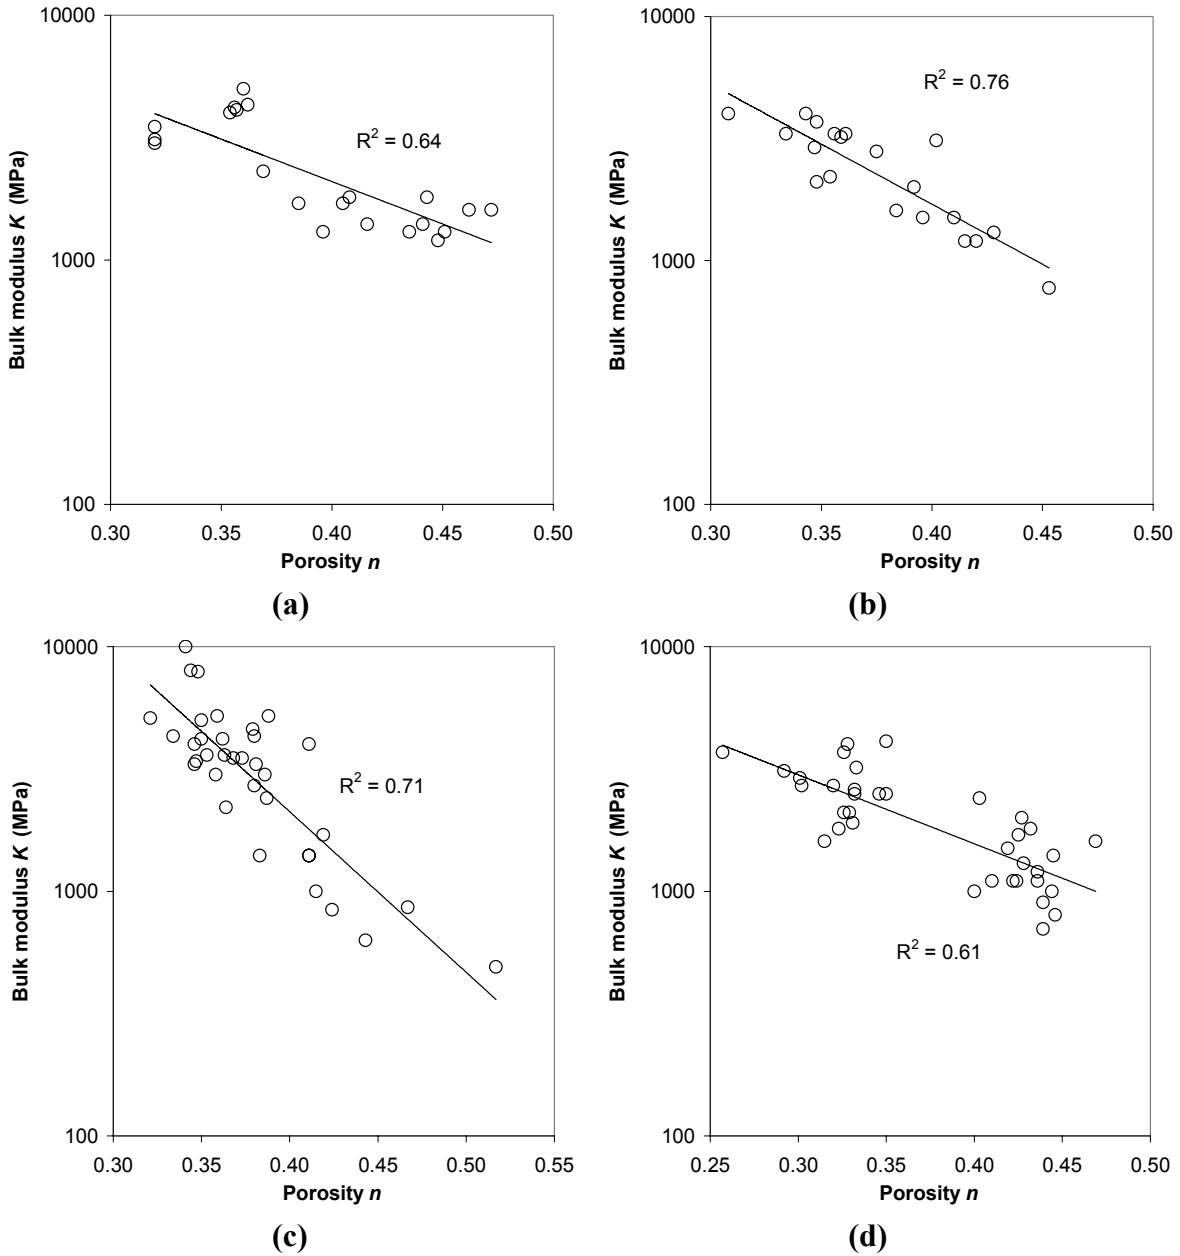 10000
1000
100
0.30 0.35 0.40 0.45 0.50
Bulk modulus K (MPa)
Porosity n
R² = 0.64
(a)
10000
1000
100
0.30 0.35 0.40 0.45 0.50
Bulk modulus K (MPa)
Porosity n
R² = 0.76
(b)
10000
1000
100
0.30 0.35 0.40 0.45 0.50 0.55
Bulk modulus K (MPa)
Porosity n
R² = 0.71
(c)
10000
1000
100
0.25 0.30 0.35 0.40 0.45 0.50
Bulk modulus K (MPa)
Porosity n
R² = 0.61
(d)